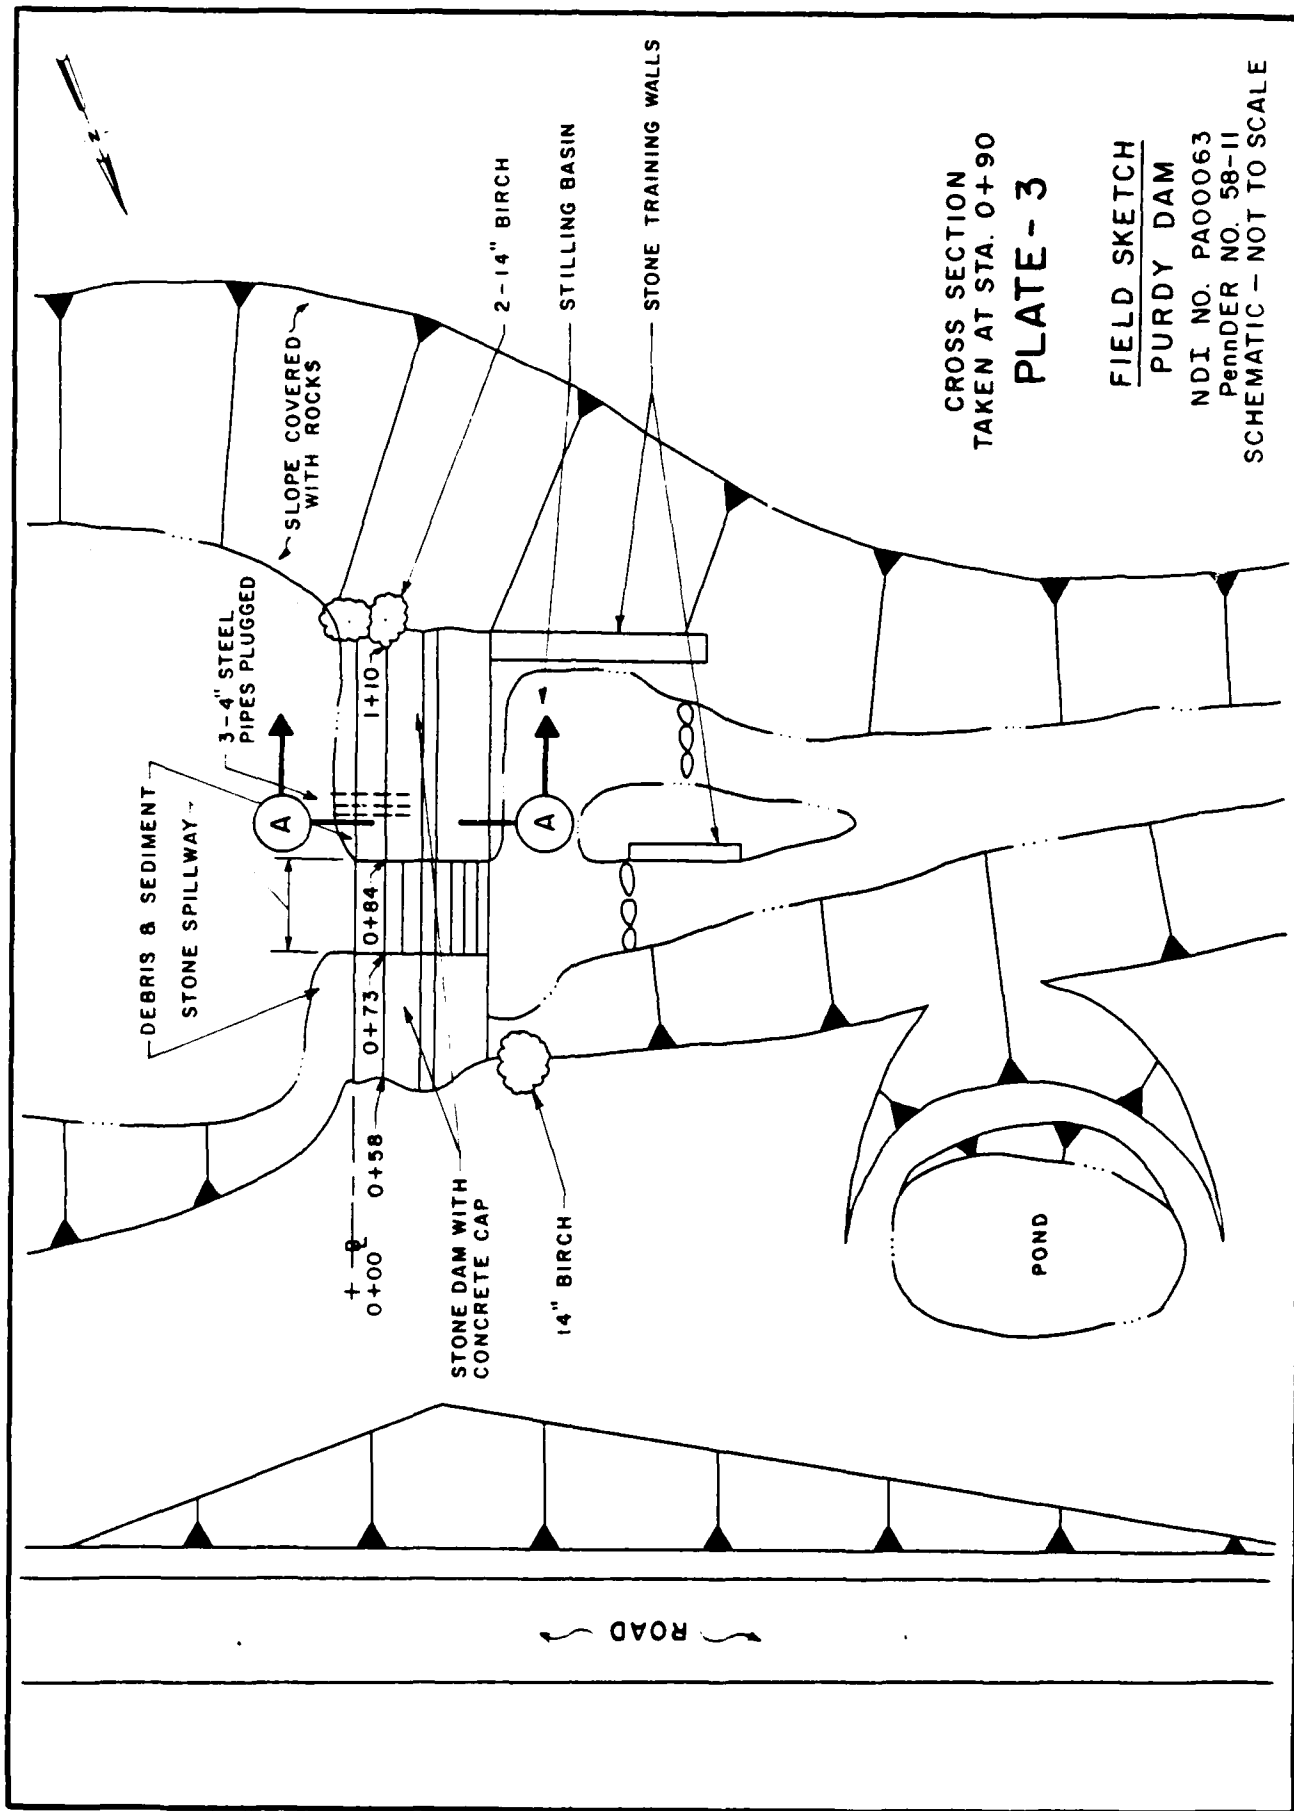 N
SLOPE COVERED
WITH ROCKS
DEBRIS & SEDIMENT
STONE SPILLWAY
3-4" STEEL
PIPES PLUGGED
2-14" BIRCH
STILLING BASIN
STONE TRAINING WALLS
A
A
0+00
0+58
0+73
0+84
1+10
STONE DAM WITH
CONCRETE CAP
14" BIRCH
POND
ROAD
CROSS SECTION
TAKEN AT STA. 0+90
PLATE-3
FIELD SKETCH
PURDY DAM
NDI NO. PA00063
PennDER NO. 58-11
SCHEMATIC - NOT TO SCALE